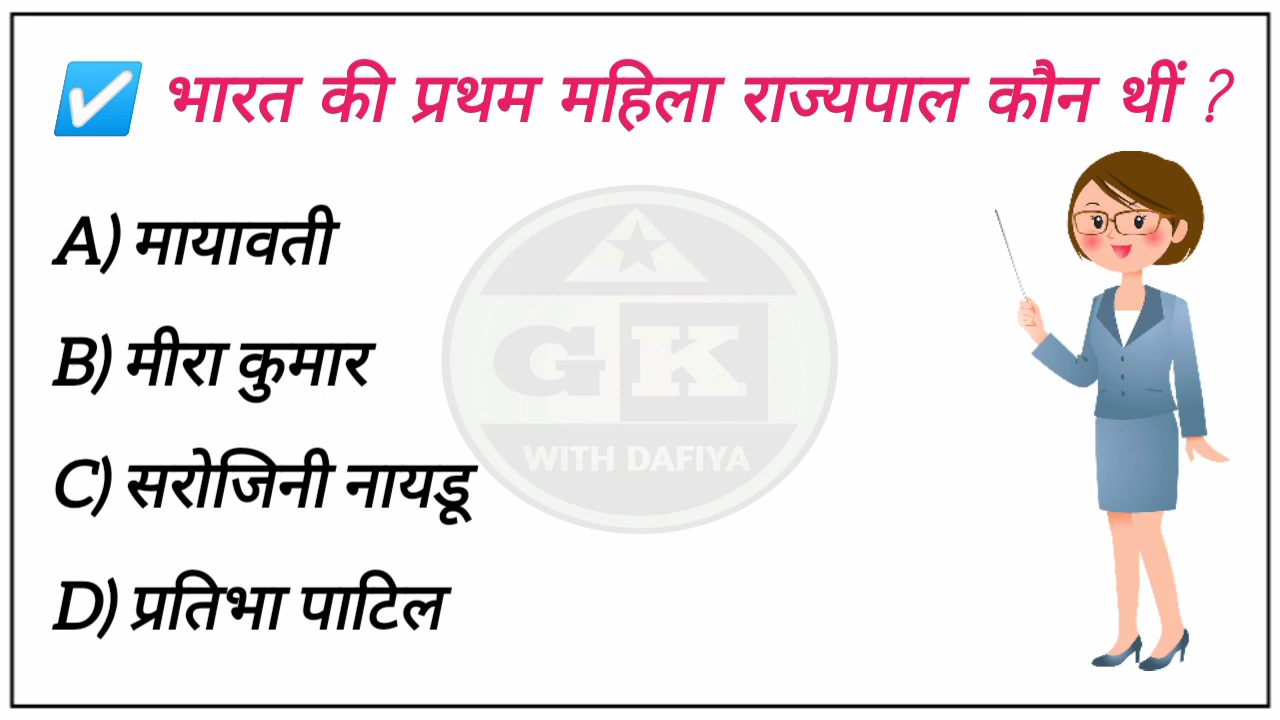 ✅ भारत की प्रथम महिला राज्यपाल कौन थीं ?
A) मायावती
B) मीरा कुमार
C) सरोजिनी नायडू
D) प्रतिभा पाटिल
GK
WITH DAFIYA